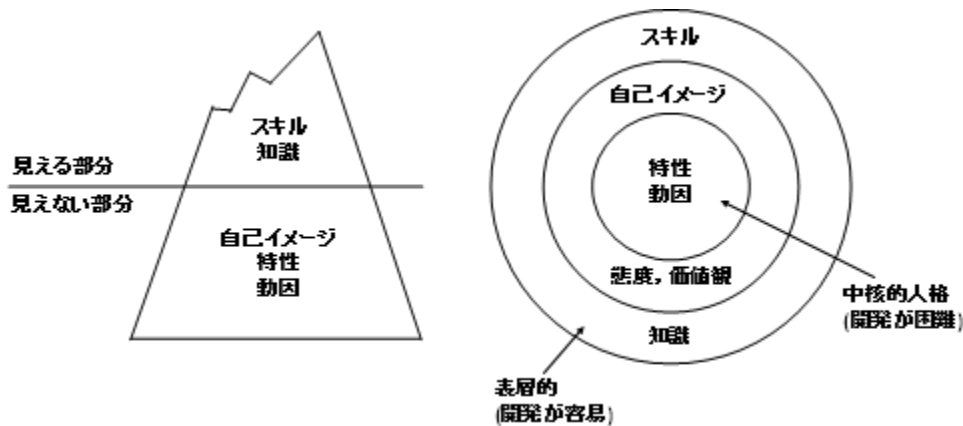 スキル
知識
見える部分
見えない部分
自己イメージ
特性
動因
スキル
自己イメージ
特性
動因
態度，価値観
知識
中核的人格
(開発が困難)
表層的
(開発が容易)